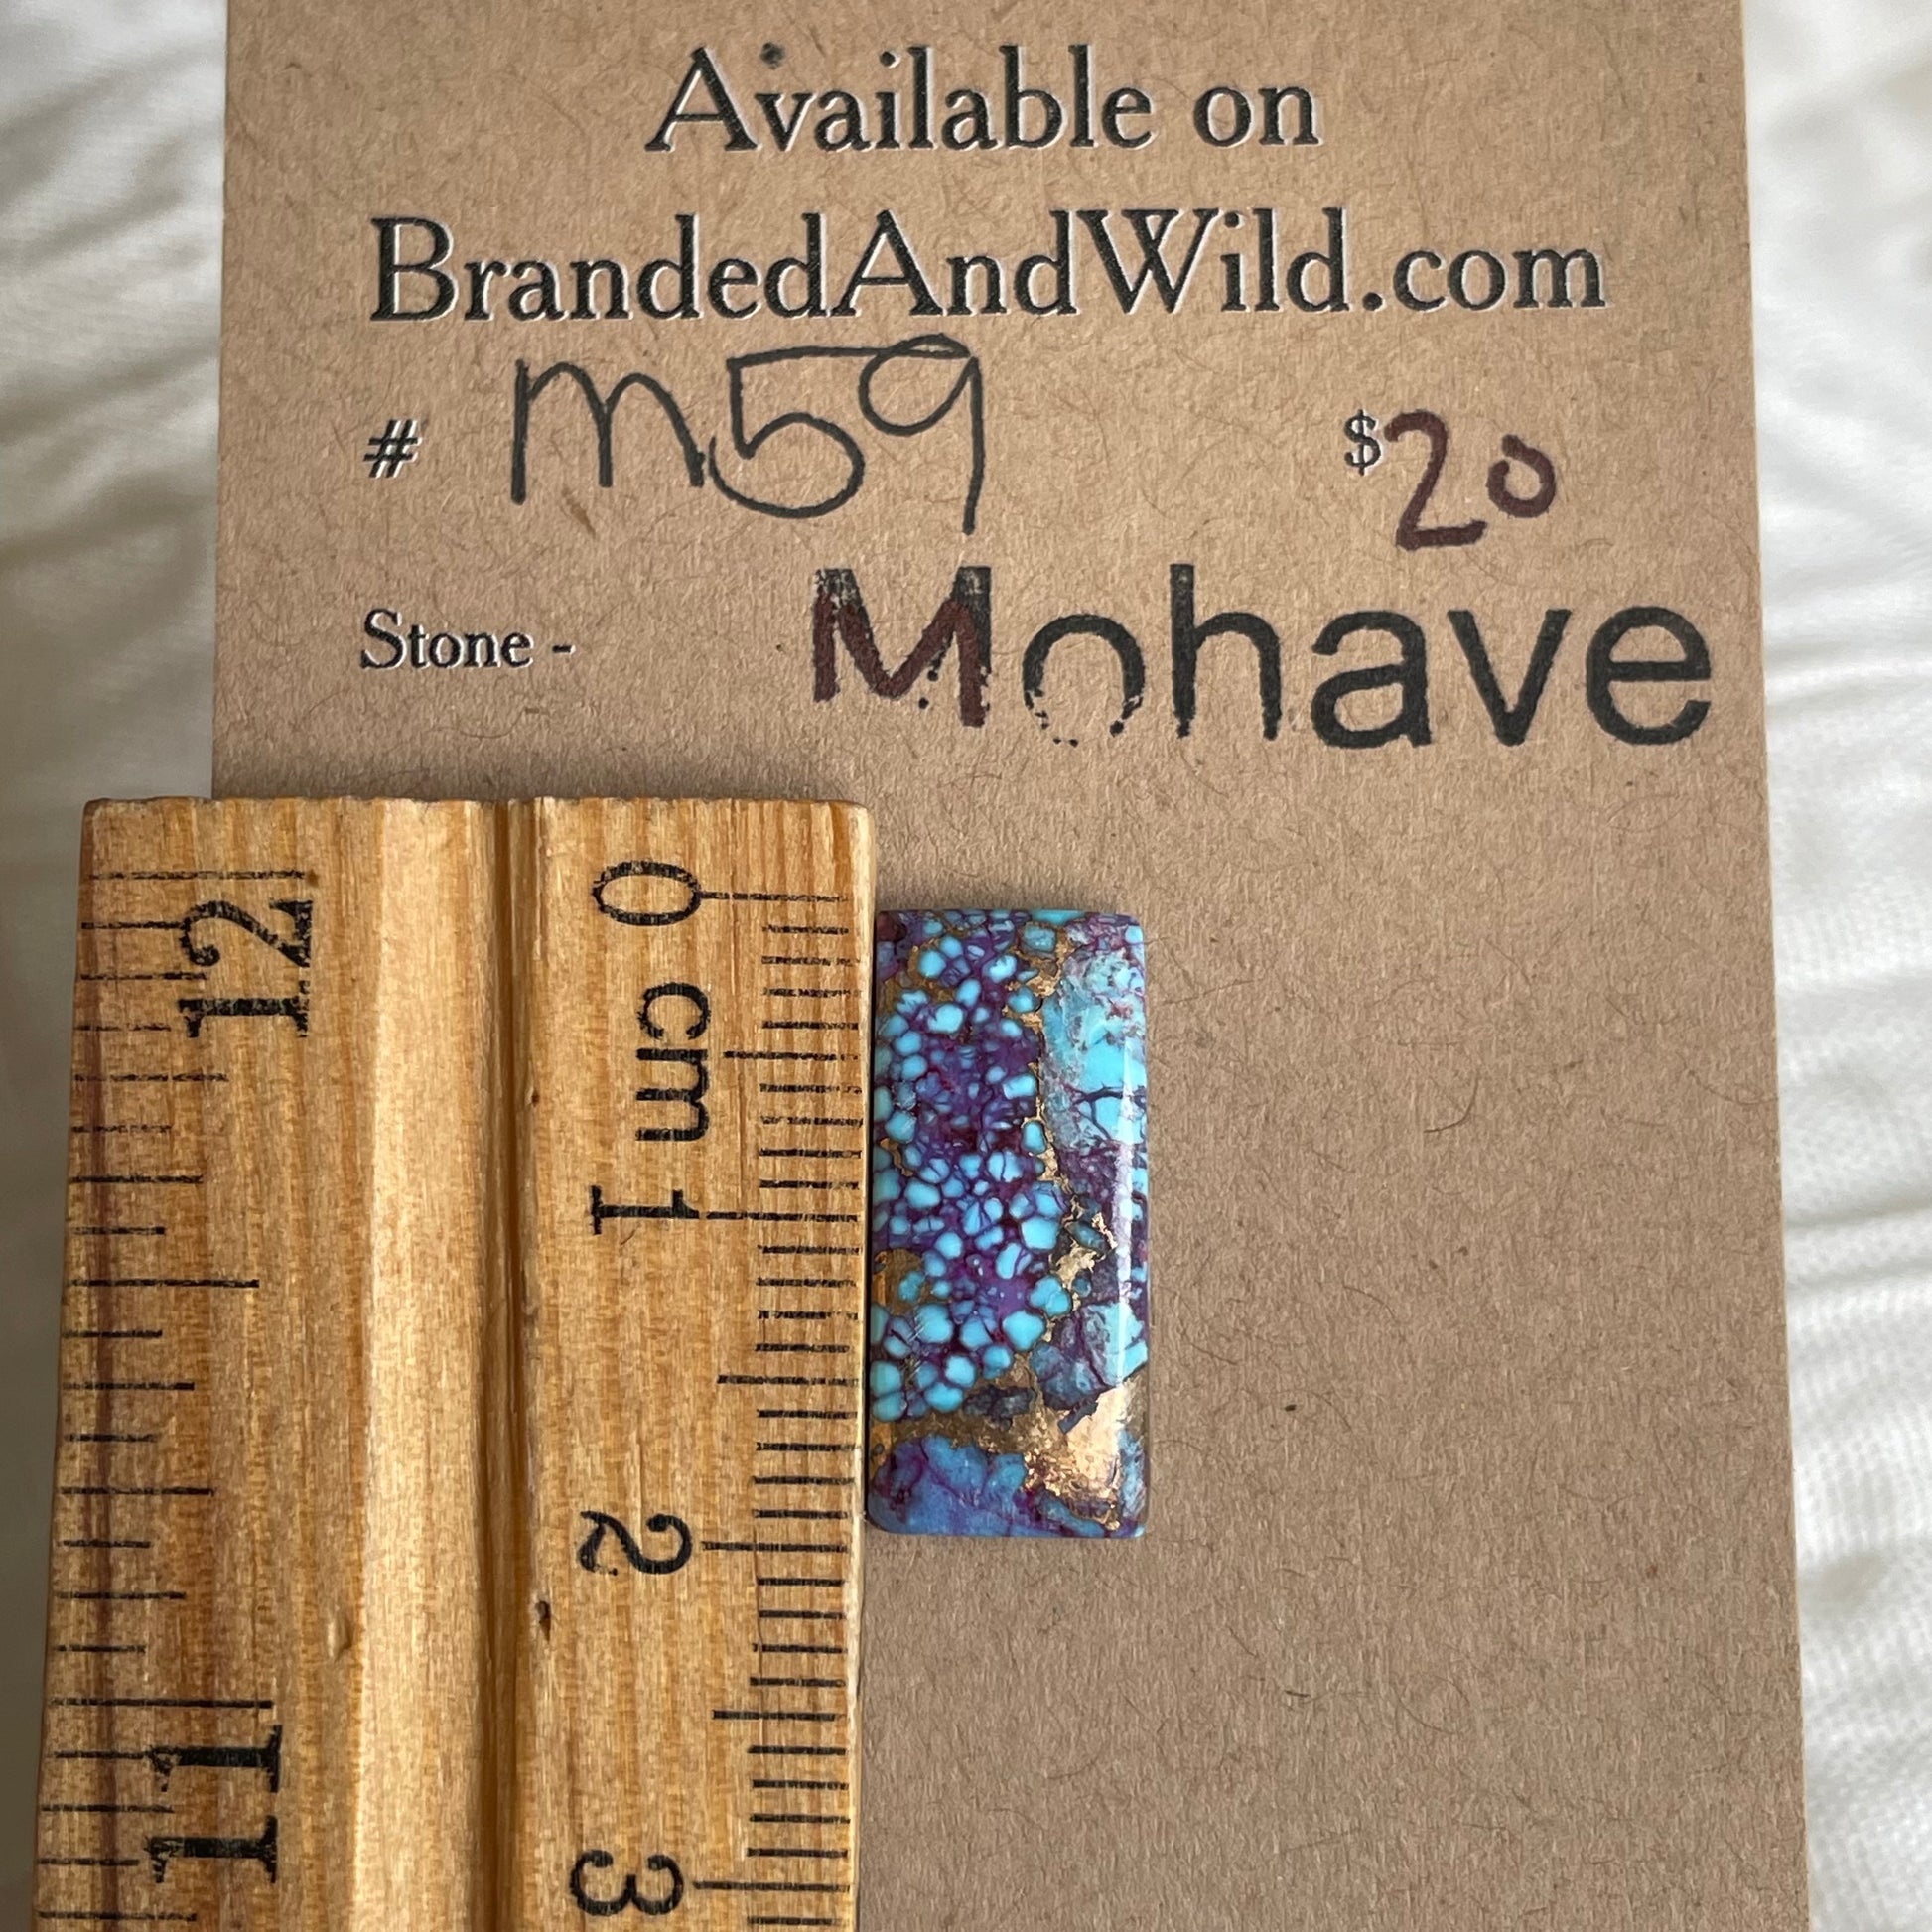 Available on
BrandedAndWild.com
# M59 $20
Stone - Mohave
12
11
0 cm 1 2 3